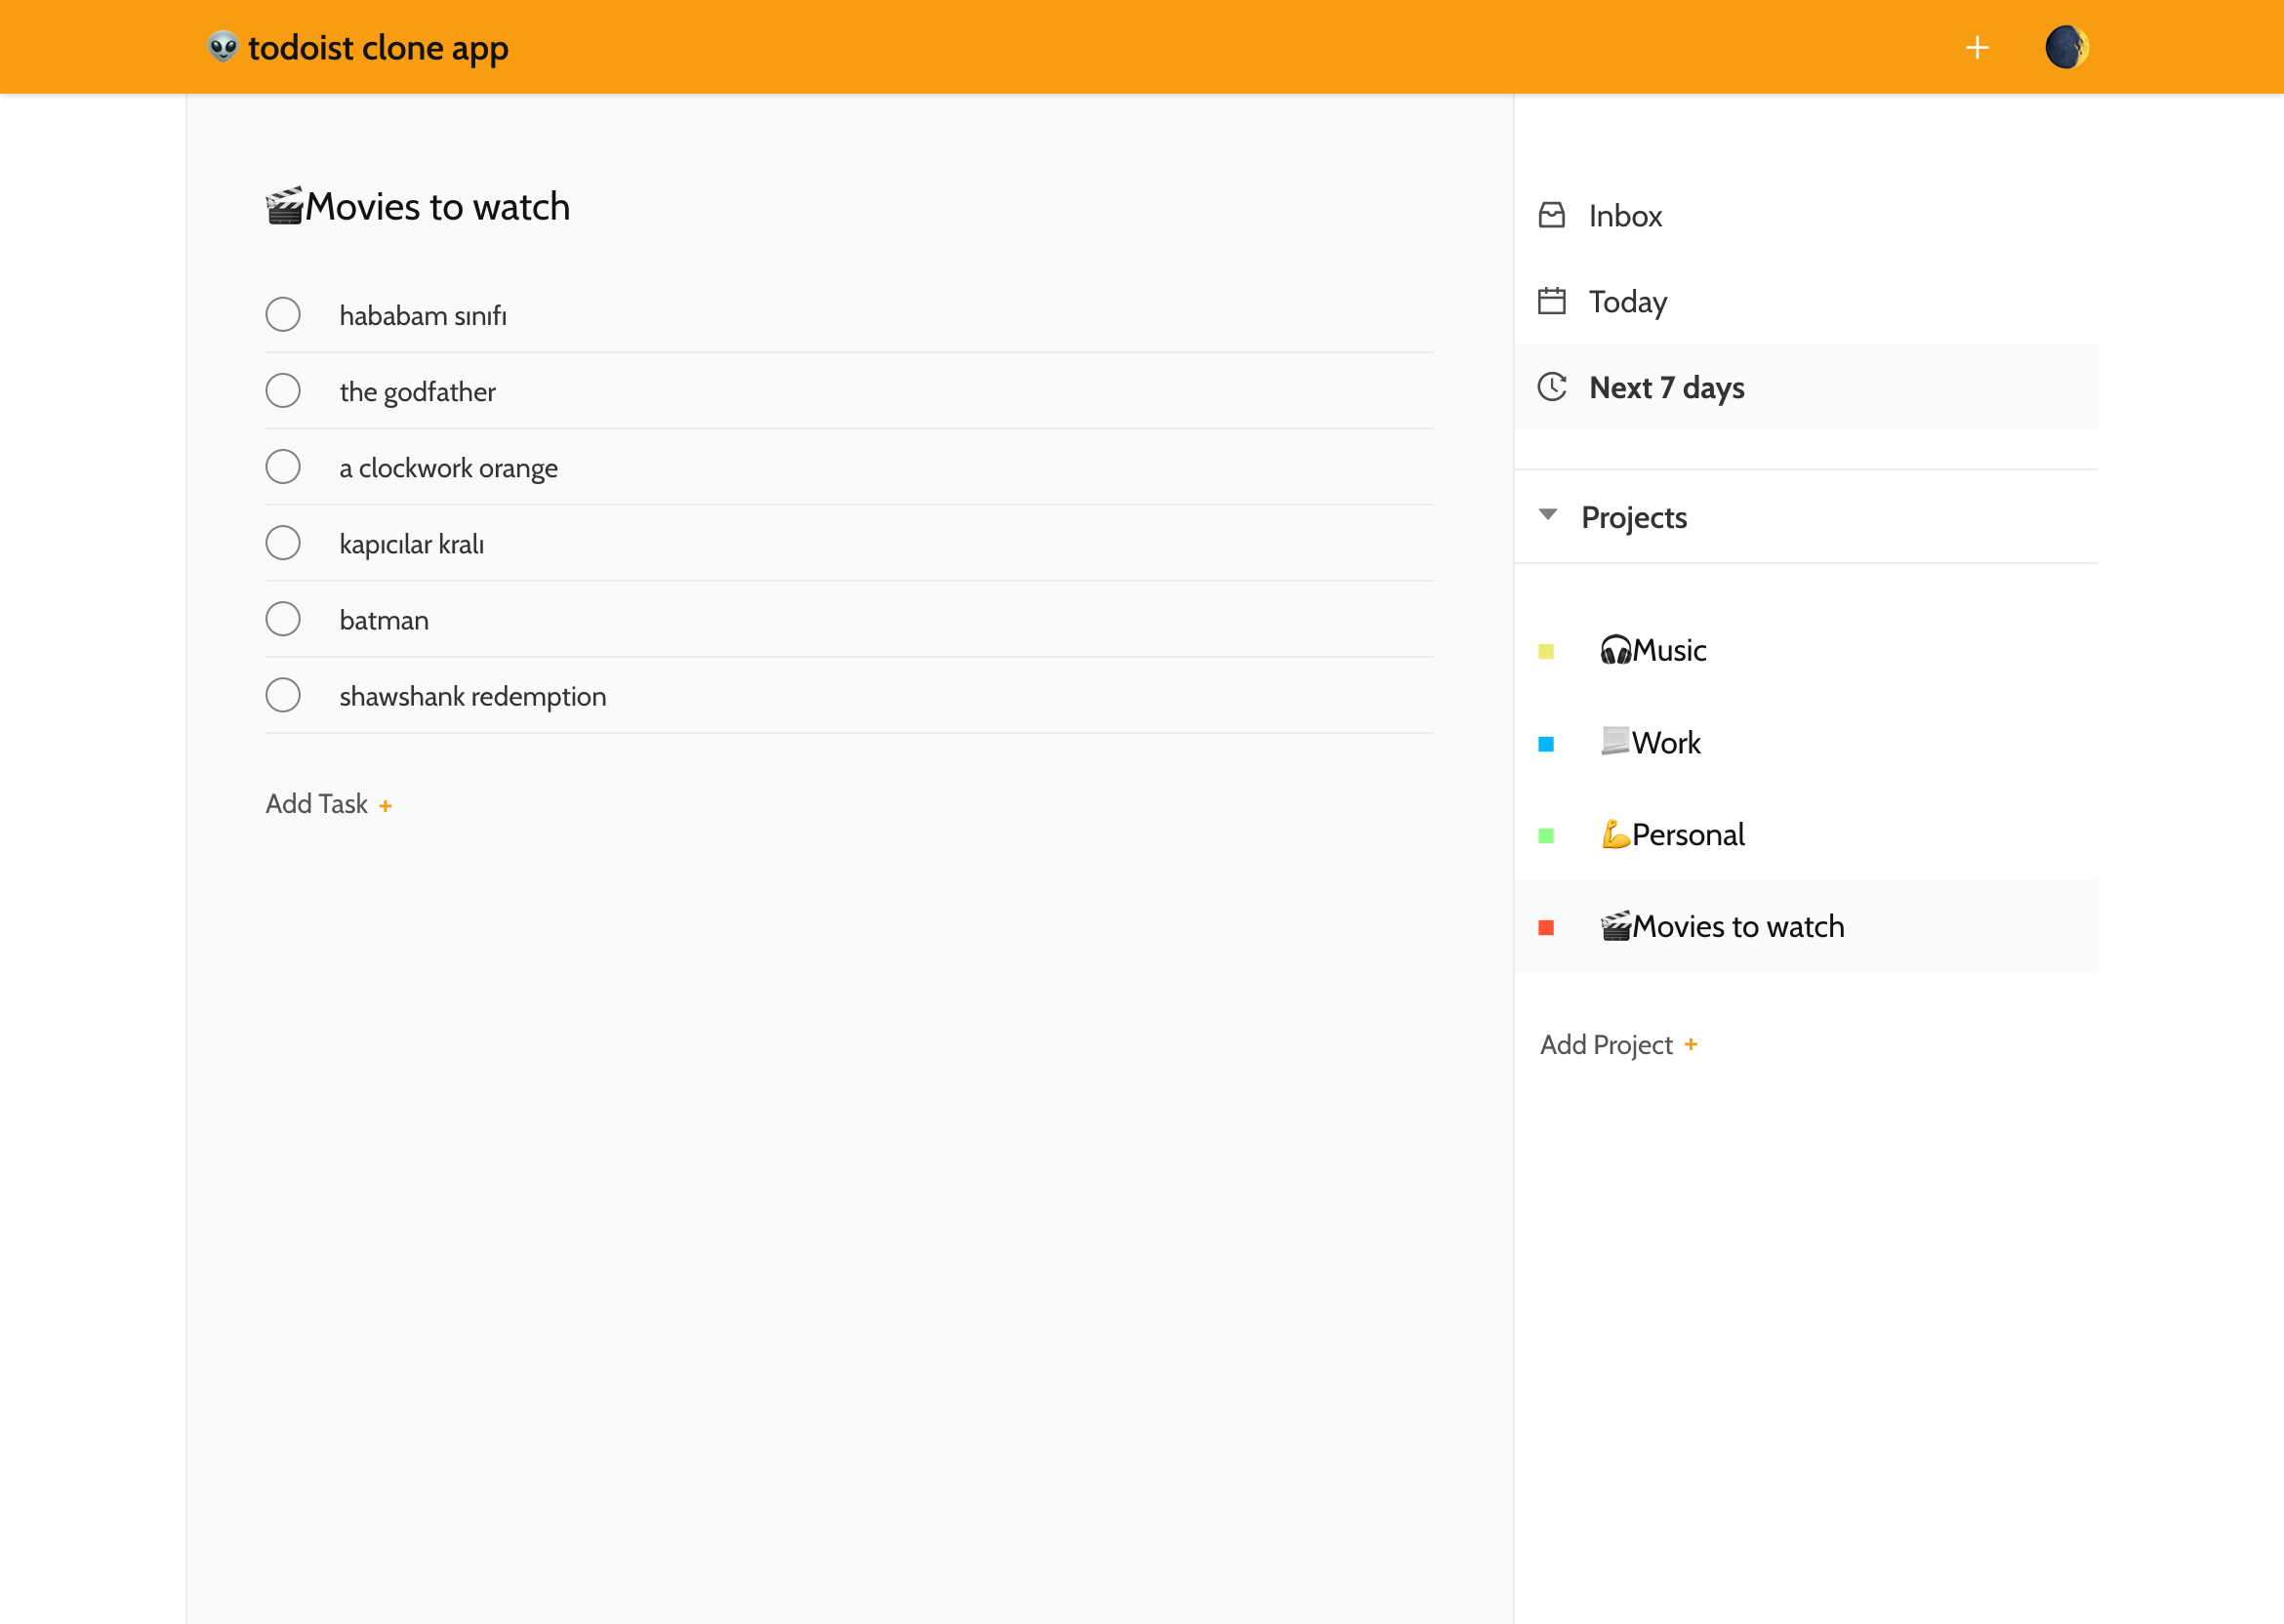 👽 todoist clone app
🎬Movies to watch
hababam sınıfı
the godfather
a clockwork orange
kapıcılar kralı
batman
shawshank redemption
Add Task +
Inbox
Today
Next 7 days
Projects
🎧Music
📃Work
💪Personal
🎬Movies to watch
Add Project +